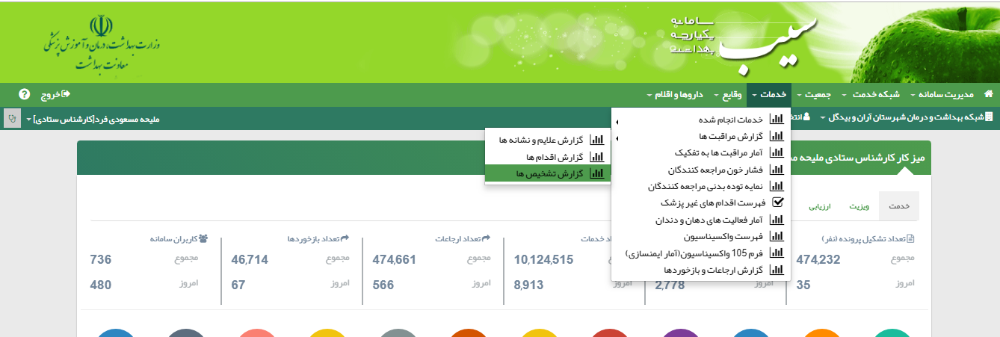 وزارت بهداشت، درمان و آموزش پزشکی
معاونت بهداشت
سیب
سامانه
یکپارچه
بهداشت
مدیریت سامانه
شبکه خدمت
جمعیت
خدمات
وقایع
داروها و اقلام
خروج
شبکه بهداشت و درمان شهرستان آران و بیدگل
ملیحه مسعودی فرد[کارشناس ستادی]
خدمات انجام شده
گزارش مراقبت ها
آمار مراقبت ها به تفکیک
فشار خون مراجعه کنندگان
نمایه توده بدنی مراجعه کنندگان
فهرست اقدام های غیر پزشک
آمار فعالیت های دهان و دندان
فهرست واکسیناسیون
فرم 105 واکسیناسیون(آمار ایمنسازی)
گزارش ارجاعات و بازخوردها
گزارش علایم و نشانه ها
گزارش اقدام ها
گزارش تشخیص ها
میز کار کارشناس ستادی ملیحه
خدمت
ویزیت
ارزیابی
تعداد تشکیل پرونده (نفر)
مجموع 474,232
امروز 35
امروز 2,778
خدمات
10,124,515
8,913
تعداد ارجاعات
مجموع 474,661
امروز 566
تعداد بازخوردها
مجموع 46,714
امروز 67
کاربران سامانه
مجموع 736
امروز 480